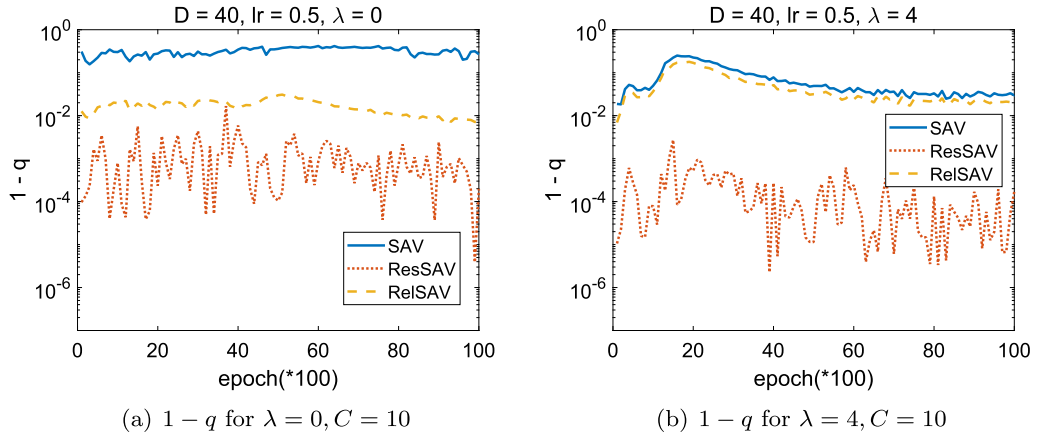 D = 40, lr = 0.5, λ = 0
10^0
10^-2
10^-4
10^-6
1 - q
SAV
ResSAV
RelSAV
0 20 40 60 80 100
epoch(*100)
(a) 1 − q for λ = 0, C = 10
D = 40, lr = 0.5, λ = 4
10^0
10^-2
10^-4
10^-6
1 - q
SAV
ResSAV
RelSAV
0 20 40 60 80 100
epoch(*100)
(b) 1 − q for λ = 4, C = 10